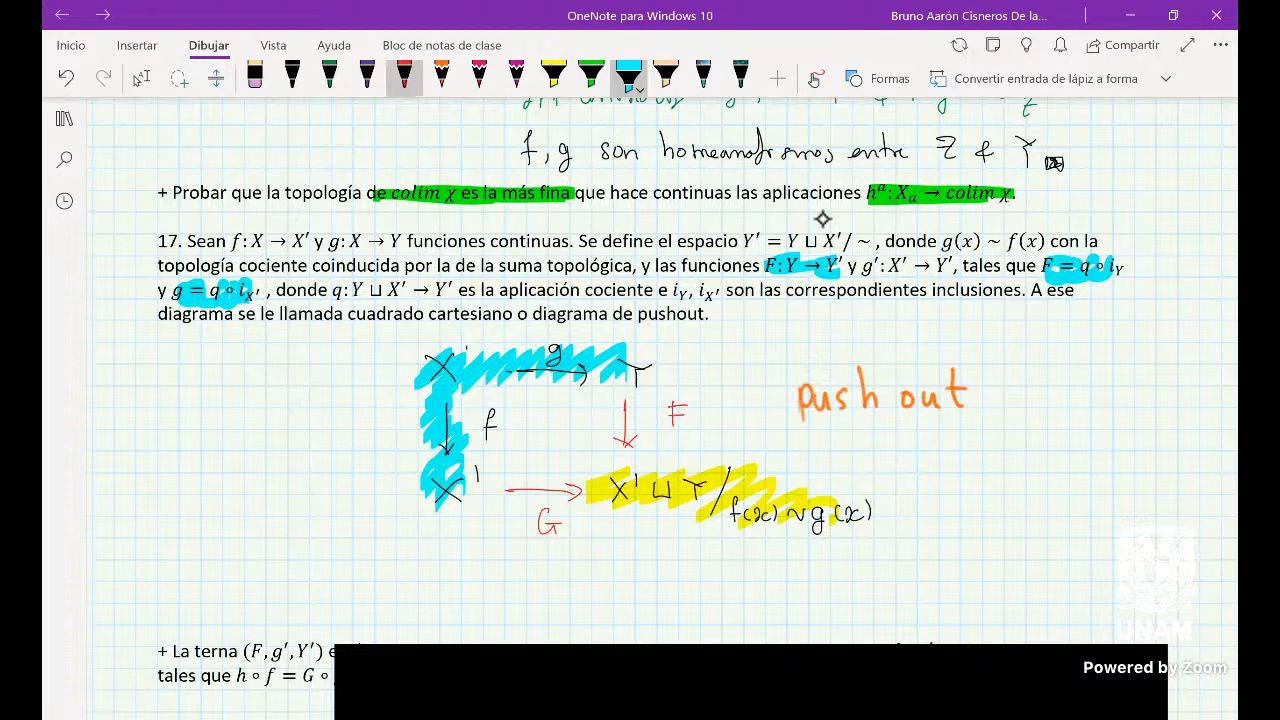 OneNote para Windows 10
Bruno Aarón Cisneros De la...
Inicio Insertar Dibujar Vista Ayuda Bloc de notas de clase
Compartir
Formas
Convertir entrada de lápiz a forma
f, g son homeomorfismos entre Z & Y
+ Probar que la topología de colim χ es la más fina que hace continuas las aplicaciones hᵃ: Xₐ → colim χ.
17. Sean f: X → X′ y g: X → Y funciones continuas. Se define el espacio Y′ = Y ⊔ X′/ ~ , donde g(x) ~ f(x) con la
topología cociente coinducida por la de la suma topológica, y las funciones F: Y → Y′ y g′: X′ → Y′, tales que F = q ∘ i_Y
y g = q ∘ i_X′ , donde q: Y ⊔ X′ → Y′ es la aplicación cociente e i_Y, i_X′ son las correspondientes inclusiones. A ese
diagrama se le llamada cuadrado cartesiano o diagrama de pushout.
X g Y
f F
push out
X' G X' ⊔ Y / f(x) ~ g(x)
UNAM
+ La terna (F, g′, Y′)
tales que h ∘ f = G ∘
Powered by Zoom